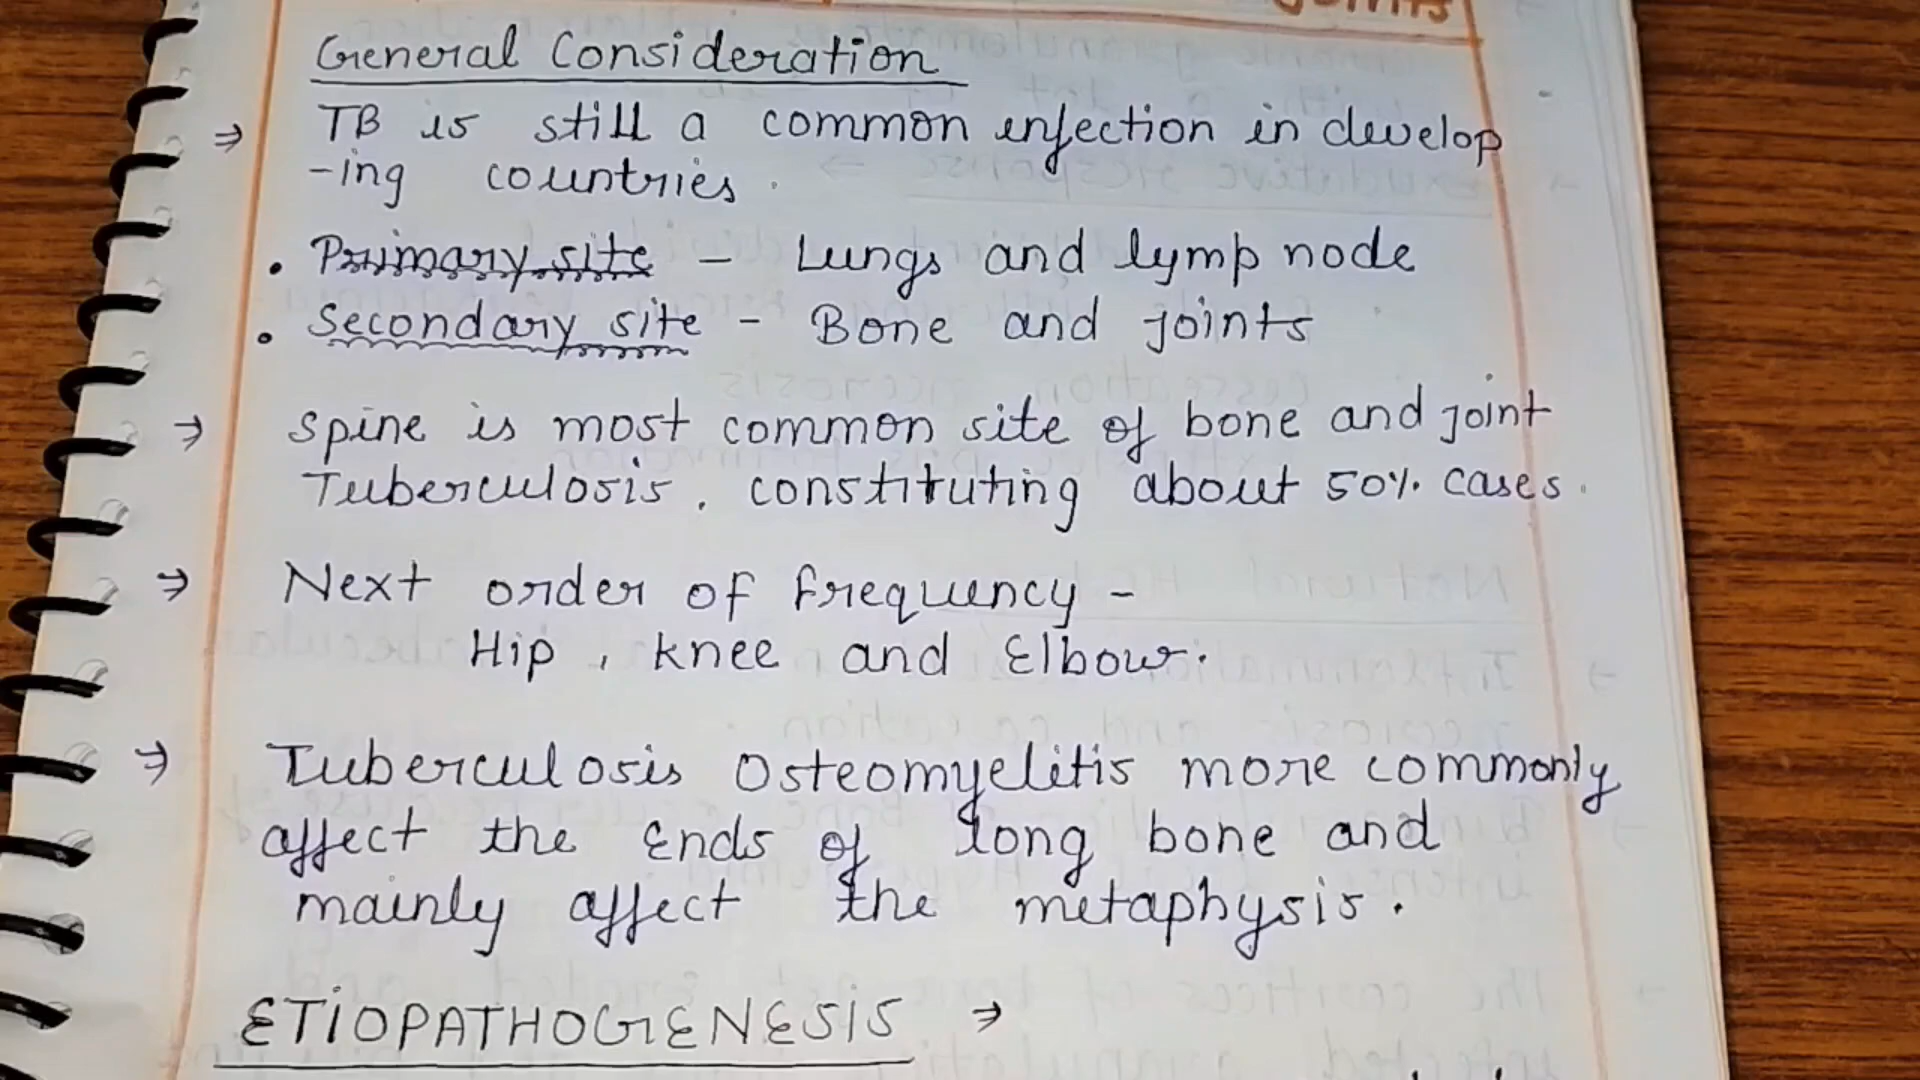 Joints
General Consideration
⇒ TB is still a common infection in develop
-ing countries.
• Primary site - Lungs and lymp node
• Secondary site - Bone and joints
⇒ Spine is most common site of bone and joint
Tuberculosis, constituting about 50% cases.
⇒ Next order of frequency -
Hip, knee and Elbow.
⇒ Tuberculosis Osteomyelitis more commonly
affect the Ends of long bone and
mainly affect the metaphysis.
ETIOPATHOGENESIS ⇒